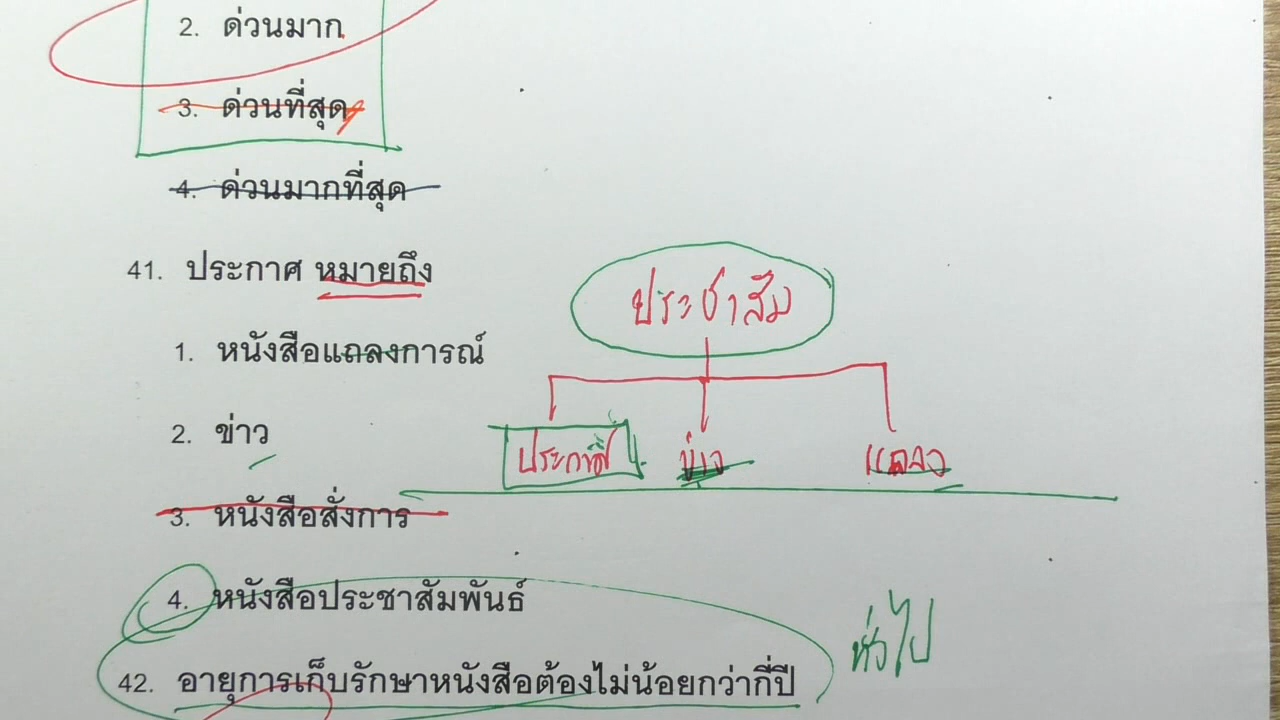 2. ด่วนมาก
3. ด่วนที่สุด
4. ด่วนมากที่สุด
41. ประกาศ หมายถึง
ประชาสัม
1. หนังสือแถลงการณ์
2. ข่าว
ประกาศ ข่าว แถลง
3. หนังสือสั่งการ
4. หนังสือประชาสัมพันธ์
ทั่วไป
42. อายุการเก็บรักษาหนังสือต้องไม่น้อยกว่ากี่ปี